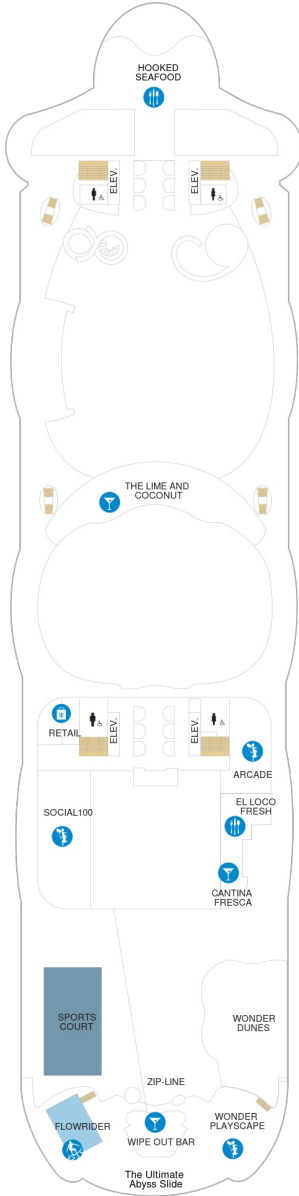 HOOKED
SEAFOOD
ELEV.
ELEV.
THE LIME AND
COCONUT
RETAIL
ELEV.
ELEV.
ARCADE
SOCIAL100
EL LOCO
FRESH
CANTINA
FRESCA
SPORTS
COURT
WONDER
DUNES
ZIP-LINE
FLOWRIDER
WIPE OUT BAR
WONDER
PLAYSCAPE
The Ultimate
Abyss Slide